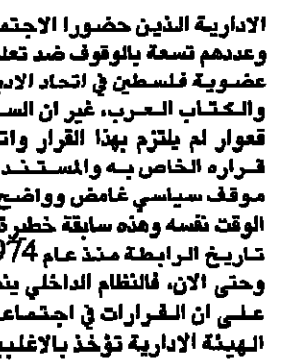 الادارية الذين حضورا الاجتم
وعددهم تسعة بالوقوف ضد تعل
عضوية فلسطين في اتحاد الادب
والكتاب العرب، غير ان الس
قعوار لم يلتزم بهذا القرار وات
قراره الخاص به والمستند
موقف سياسي غامض وواضح
الوقت نفسه وهذه سابقة خطيرة
تاريخ الرابطة منذ عام 974
وحتى الان، فالنظام الداخلي ين
على ان القرارات في اجتماعا
الهيئة الادارية تؤخذ بالاغلبي